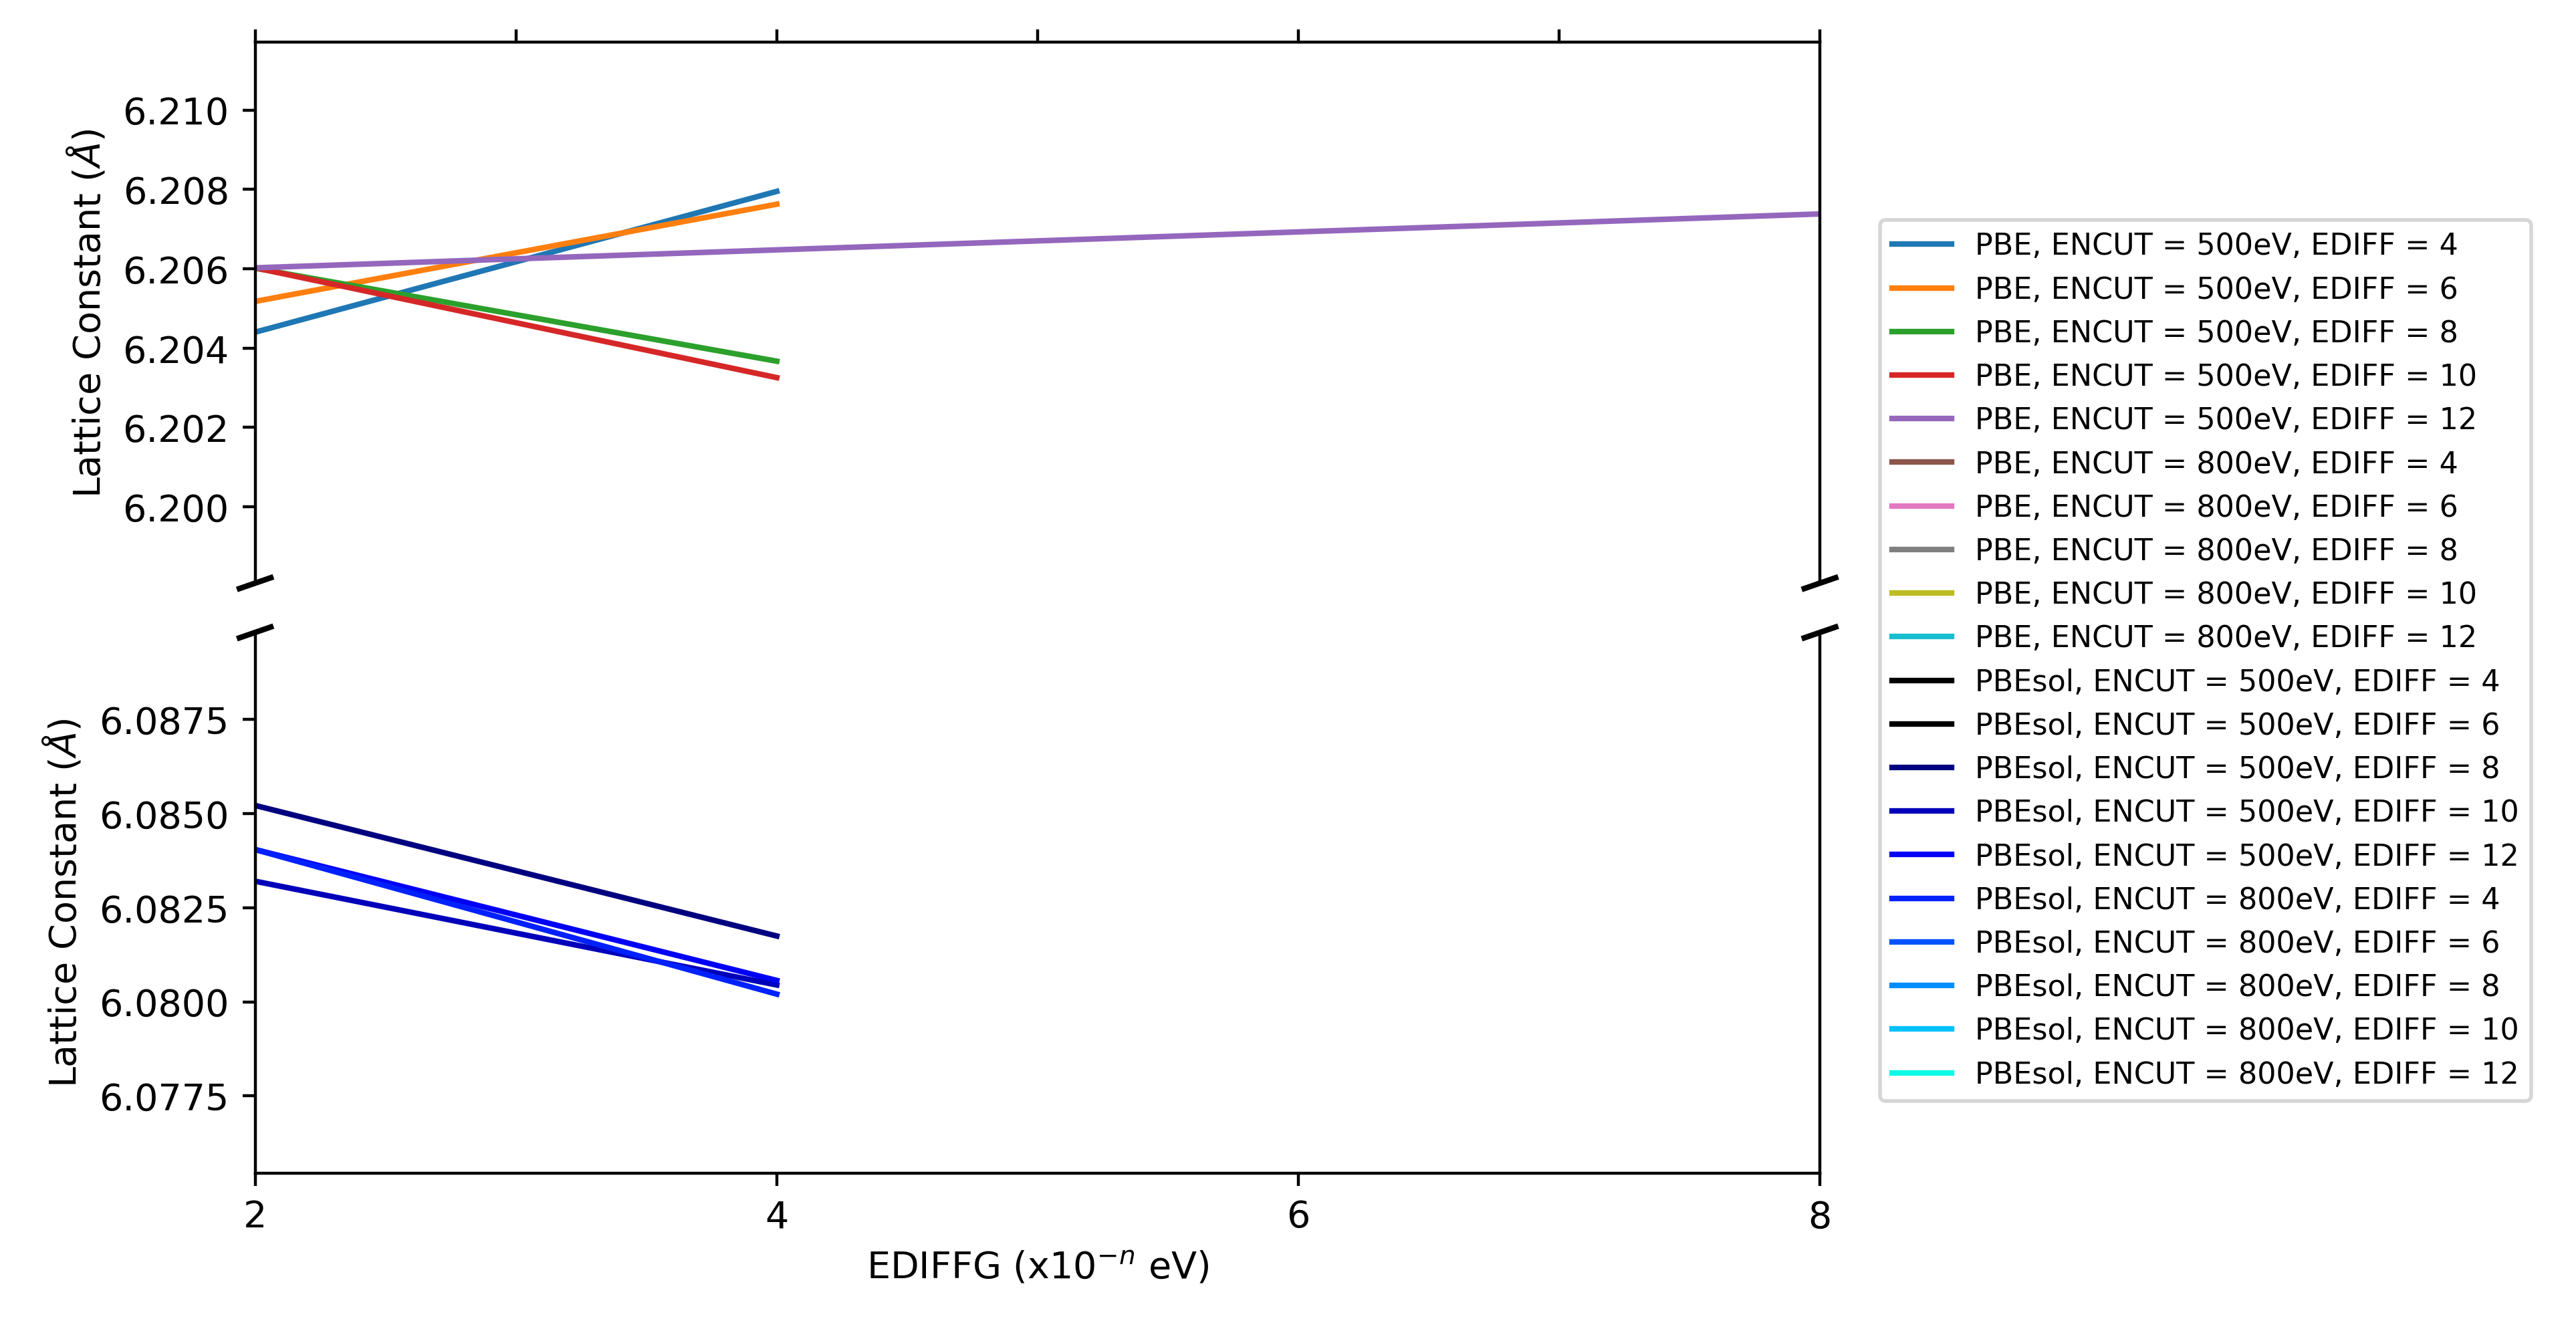 Lattice Constant (Å)
6.210
6.208
6.206
6.204
6.202
6.200
Lattice Constant (Å)
6.0875
6.0850
6.0825
6.0800
6.0775
2 4 6 8
EDIFFG (x10⁻ⁿ eV)
PBE, ENCUT = 500eV, EDIFF = 4
PBE, ENCUT = 500eV, EDIFF = 6
PBE, ENCUT = 500eV, EDIFF = 8
PBE, ENCUT = 500eV, EDIFF = 10
PBE, ENCUT = 500eV, EDIFF = 12
PBE, ENCUT = 800eV, EDIFF = 4
PBE, ENCUT = 800eV, EDIFF = 6
PBE, ENCUT = 800eV, EDIFF = 8
PBE, ENCUT = 800eV, EDIFF = 10
PBE, ENCUT = 800eV, EDIFF = 12
PBEsol, ENCUT = 500eV, EDIFF = 4
PBEsol, ENCUT = 500eV, EDIFF = 6
PBEsol, ENCUT = 500eV, EDIFF = 8
PBEsol, ENCUT = 500eV, EDIFF = 10
PBEsol, ENCUT = 500eV, EDIFF = 12
PBEsol, ENCUT = 800eV, EDIFF = 4
PBEsol, ENCUT = 800eV, EDIFF = 6
PBEsol, ENCUT = 800eV, EDIFF = 8
PBEsol, ENCUT = 800eV, EDIFF = 10
PBEsol, ENCUT = 800eV, EDIFF = 12